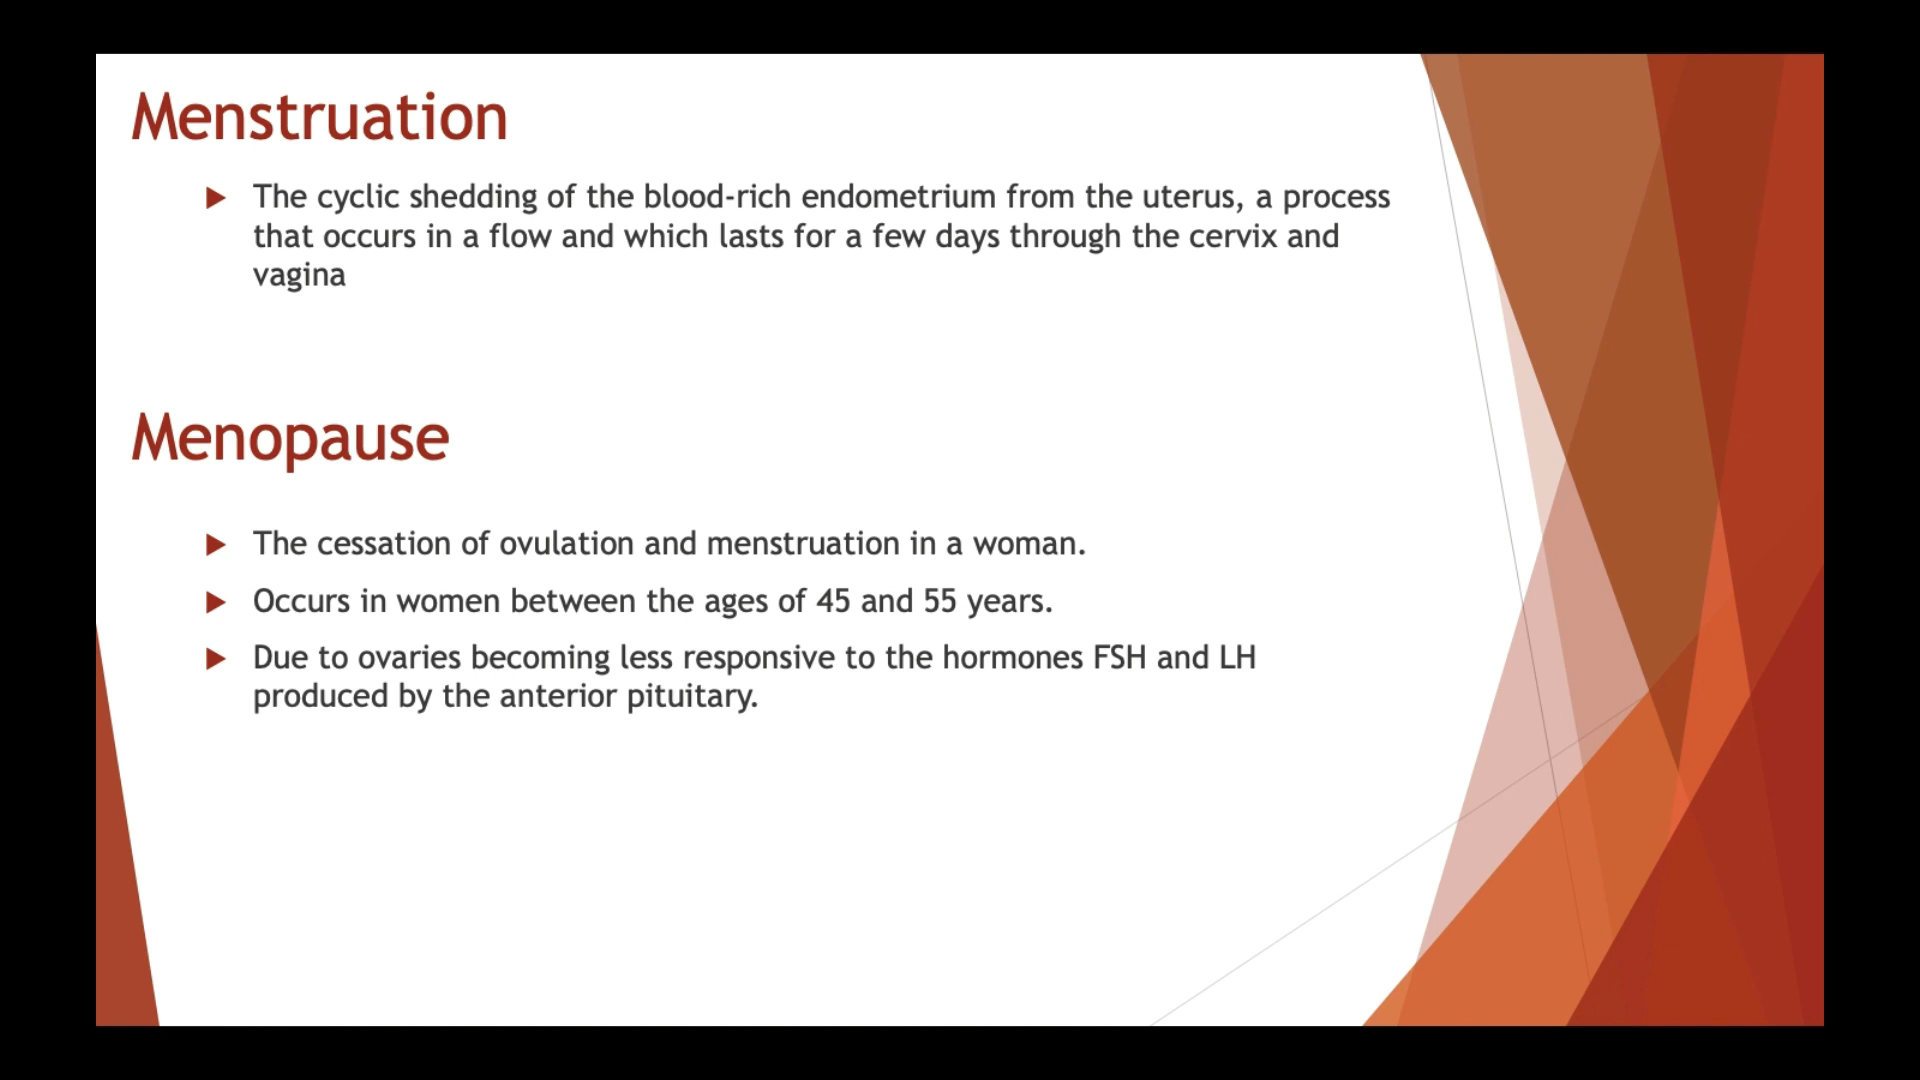 Menstruation
The cyclic shedding of the blood-rich endometrium from the uterus, a process
that occurs in a flow and which lasts for a few days through the cervix and
vagina
Menopause
The cessation of ovulation and menstruation in a woman.
Occurs in women between the ages of 45 and 55 years.
Due to ovaries becoming less responsive to the hormones FSH and LH
produced by the anterior pituitary.